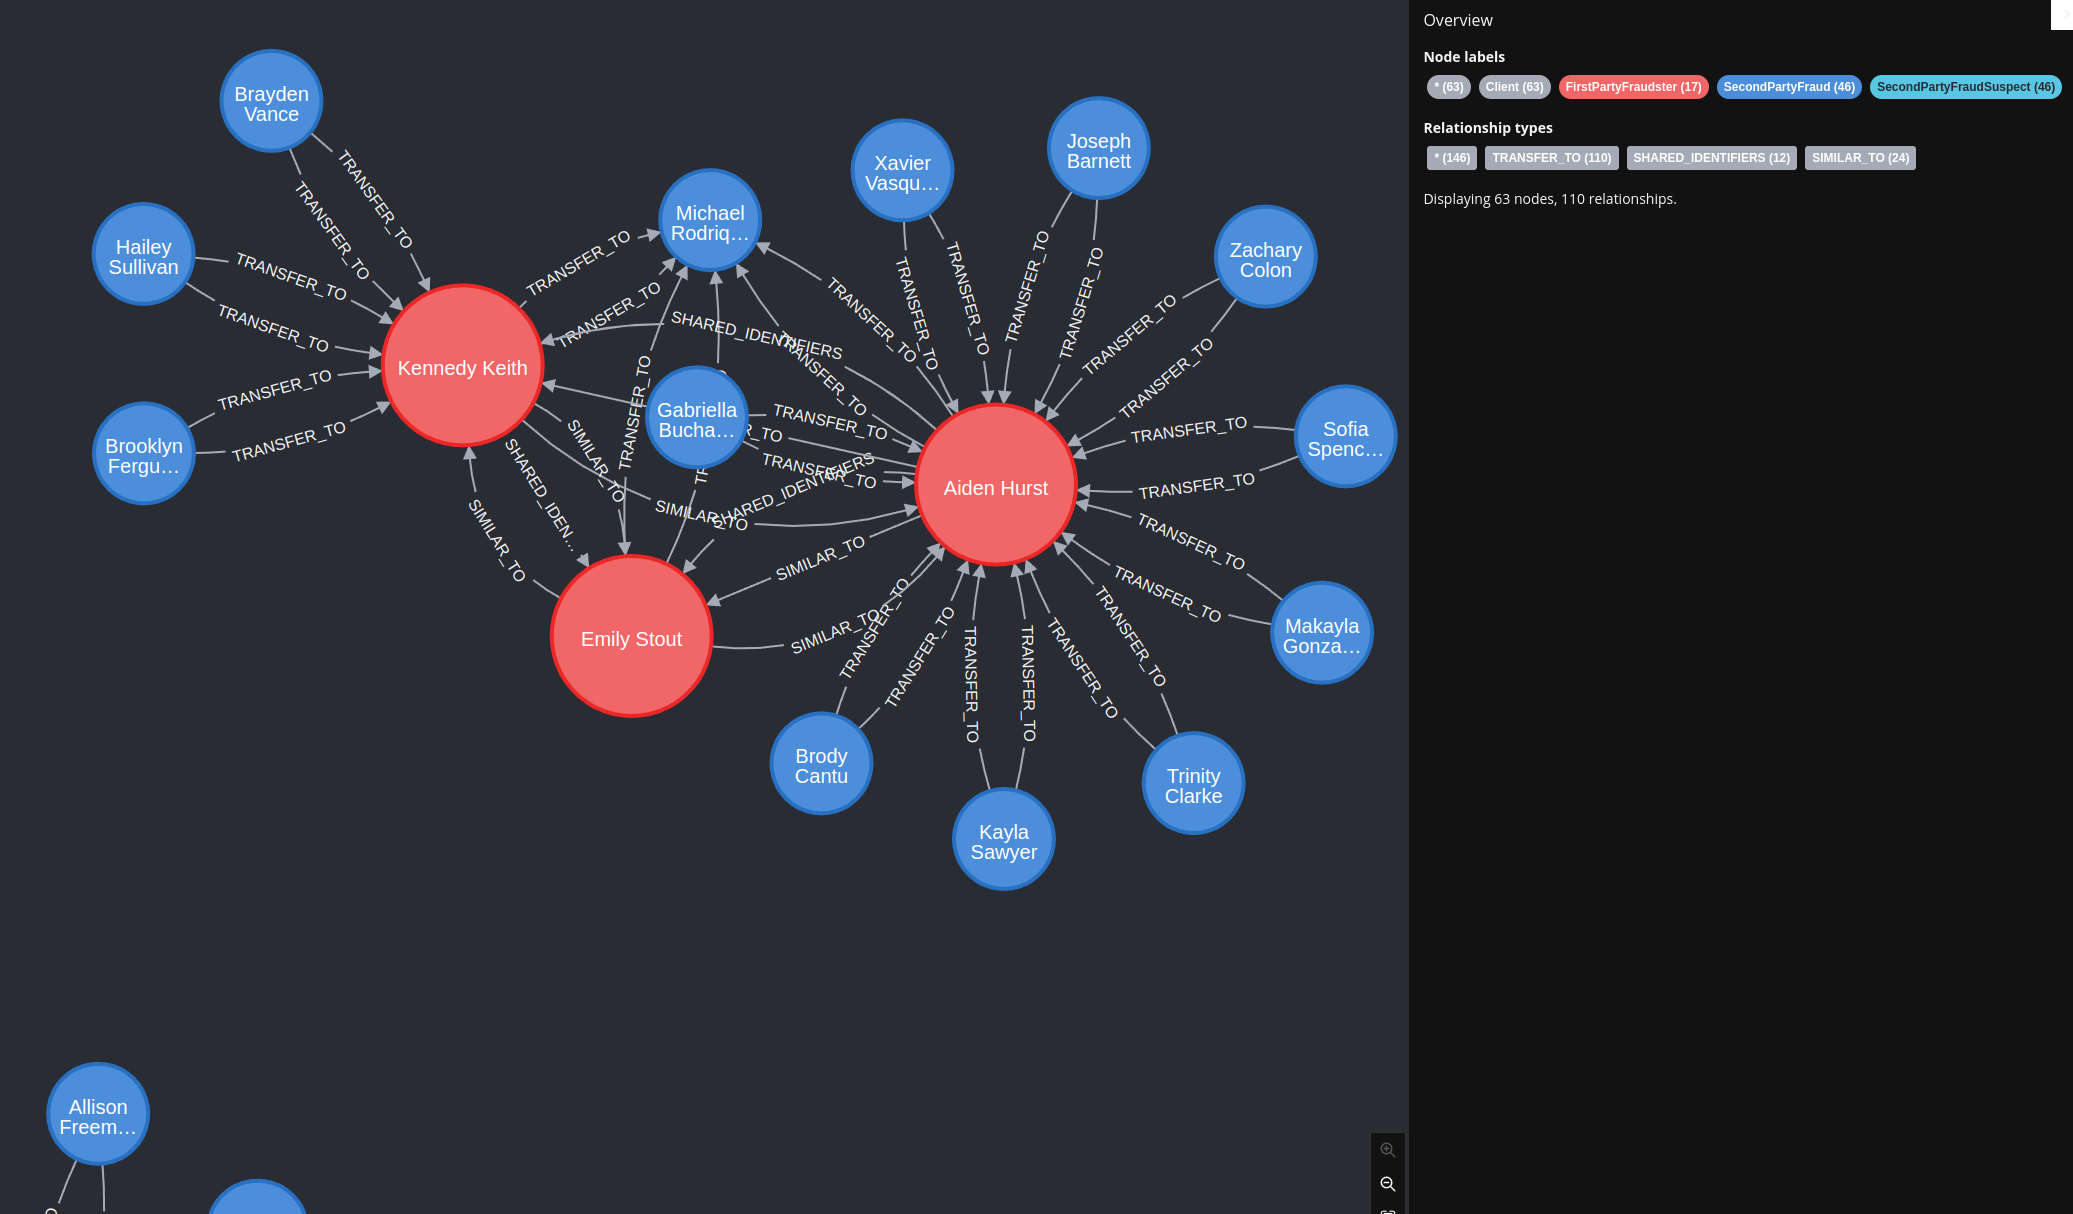 Overview
Node labels
* (63) Client (63) FirstPartyFraudster (17) SecondPartyFraud (46) SecondPartyFraudSuspect (46)
Relationship types
* (146) TRANSFER_TO (110) SHARED_IDENTIFIERS (12) SIMILAR_TO (24)
Displaying 63 nodes, 110 relationships.
Brayden
Vance
TRANSFER_TO
TRANSFER_TO
Hailey
Sullivan
TRANSFER_TO
TRANSFER_TO
Brooklyn
Fergu…
TRANSFER_TO
TRANSFER_TO
Kennedy Keith
Michael
Rodriq…
TRANSFER_TO
TRANSFER_TO
SHARED_IDENTIFIERS
TRANSFER_TO
TRANSFER_TO
TRANSFER_TO
Gabriella
Bucha…
TRANSFER_TO
R_TO
TRANSFER_TO
SHARED_IDENTIFIERS
SIMILAR_TO
SIMILAR_TO
SHARED_IDEN…
SIMILAR_TO
Emily Stout
SIMILAR_TO
SIMILAR_TO
Aiden Hurst
Xavier
Vasqu…
TRANSFER_TO
TRANSFER_TO
Joseph
Barnett
TRANSFER_TO
TRANSFER_TO
Zachary
Colon
TRANSFER_TO
TRANSFER_TO
Sofia
Spenc…
TRANSFER_TO
TRANSFER_TO
Makayla
Gonza…
TRANSFER_TO
TRANSFER_TO
Trinity
Clarke
TRANSFER_TO
TRANSFER_TO
Kayla
Sawyer
TRANSFER_TO
TRANSFER_TO
Brody
Cantu
TRANSFER_TO
TRANSFER_TO
Allison
Freem…